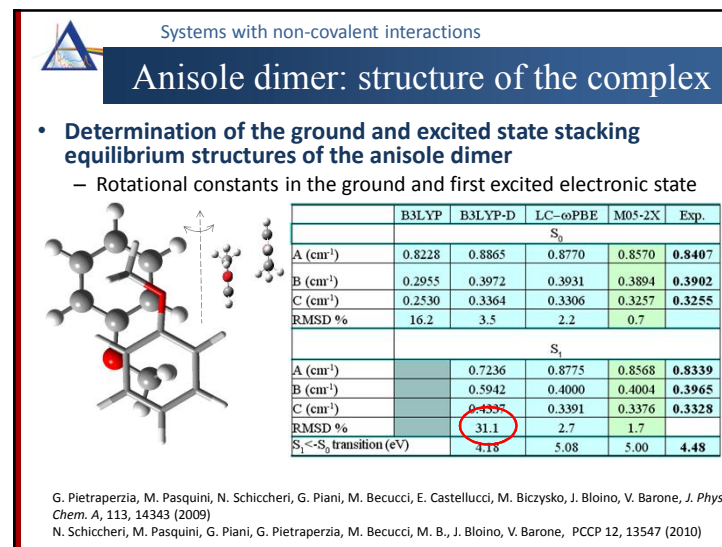 Systems with non-covalent interactions
Anisole dimer: structure of the complex
• Determination of the ground and excited state stacking
equilibrium structures of the anisole dimer
– Rotational constants in the ground and first excited electronic state
B3LYP B3LYP-D LC–ωPBE M05-2X Exp.
S0
A (cm-1) 0.8228 0.8865 0.8770 0.8570 0.8407
B (cm-1) 0.2955 0.3972 0.3931 0.3894 0.3902
C (cm-1) 0.2530 0.3364 0.3306 0.3257 0.3255
RMSD % 16.2 3.5 2.2 0.7
S1
A (cm-1) 0.7236 0.8775 0.8568 0.8339
B (cm-1) 0.5942 0.4000 0.4004 0.3965
C (cm-1) 0.4337 0.3391 0.3376 0.3328
RMSD % 31.1 2.7 1.7
S1<-S0 transition (eV) 4.18 5.08 5.00 4.48
G. Pietraperzia, M. Pasquini, N. Schiccheri, G. Piani, M. Becucci, E. Castellucci, M. Biczysko, J. Bloino, V. Barone, J. Phys
Chem. A, 113, 14343 (2009)
N. Schiccheri, M. Pasquini, G. Piani, G. Pietraperzia, M. Becucci, M. B., J. Bloino, V. Barone, PCCP 12, 13547 (2010)